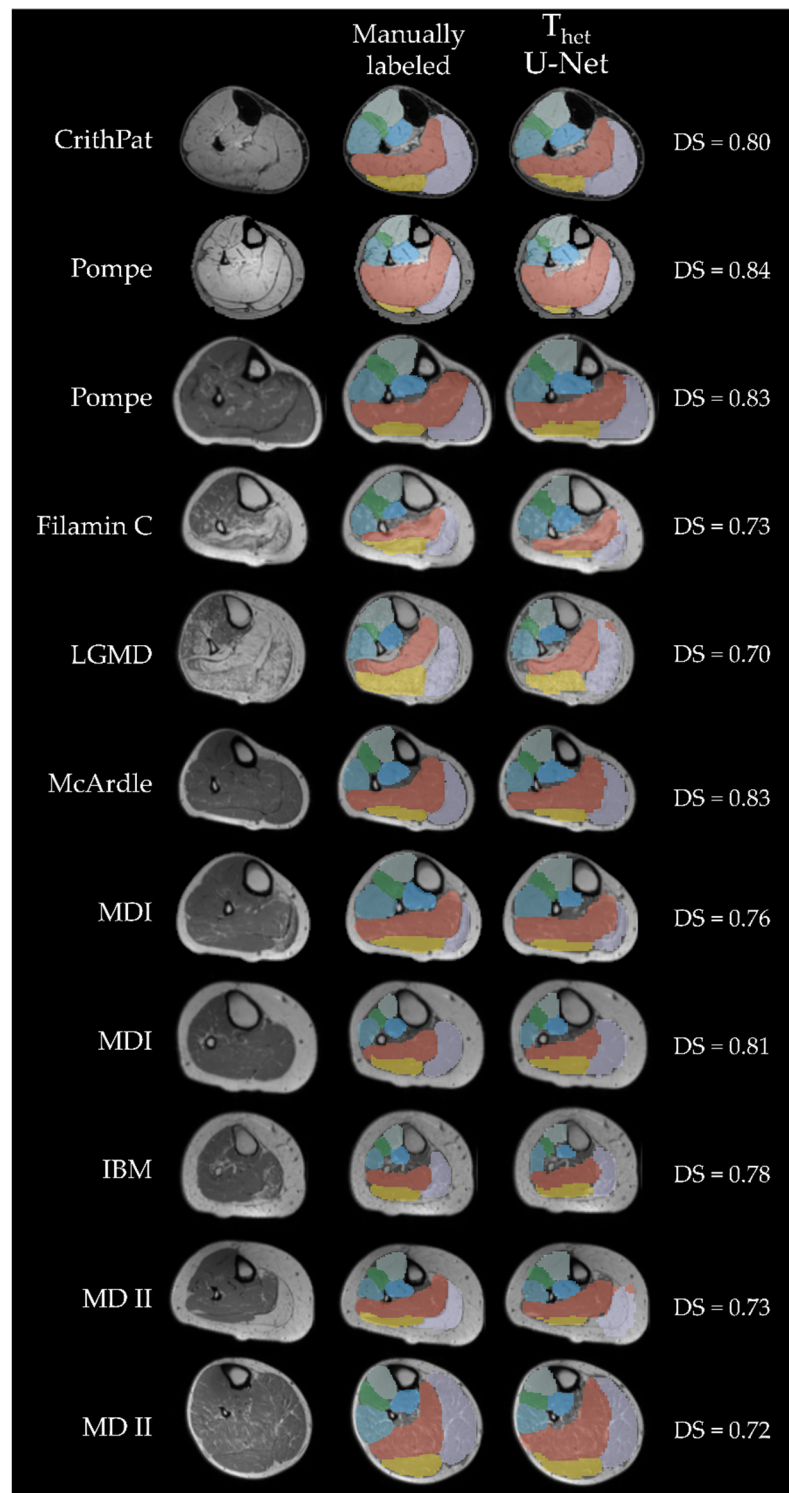 Manually
labeled
T_het
U-Net
CrithPat
DS = 0.80
Pompe
DS = 0.84
Pompe
DS = 0.83
Filamin C
DS = 0.73
LGMD
DS = 0.70
McArdle
DS = 0.83
MDI
DS = 0.76
MDI
DS = 0.81
IBM
DS = 0.78
MD II
DS = 0.73
MD II
DS = 0.72